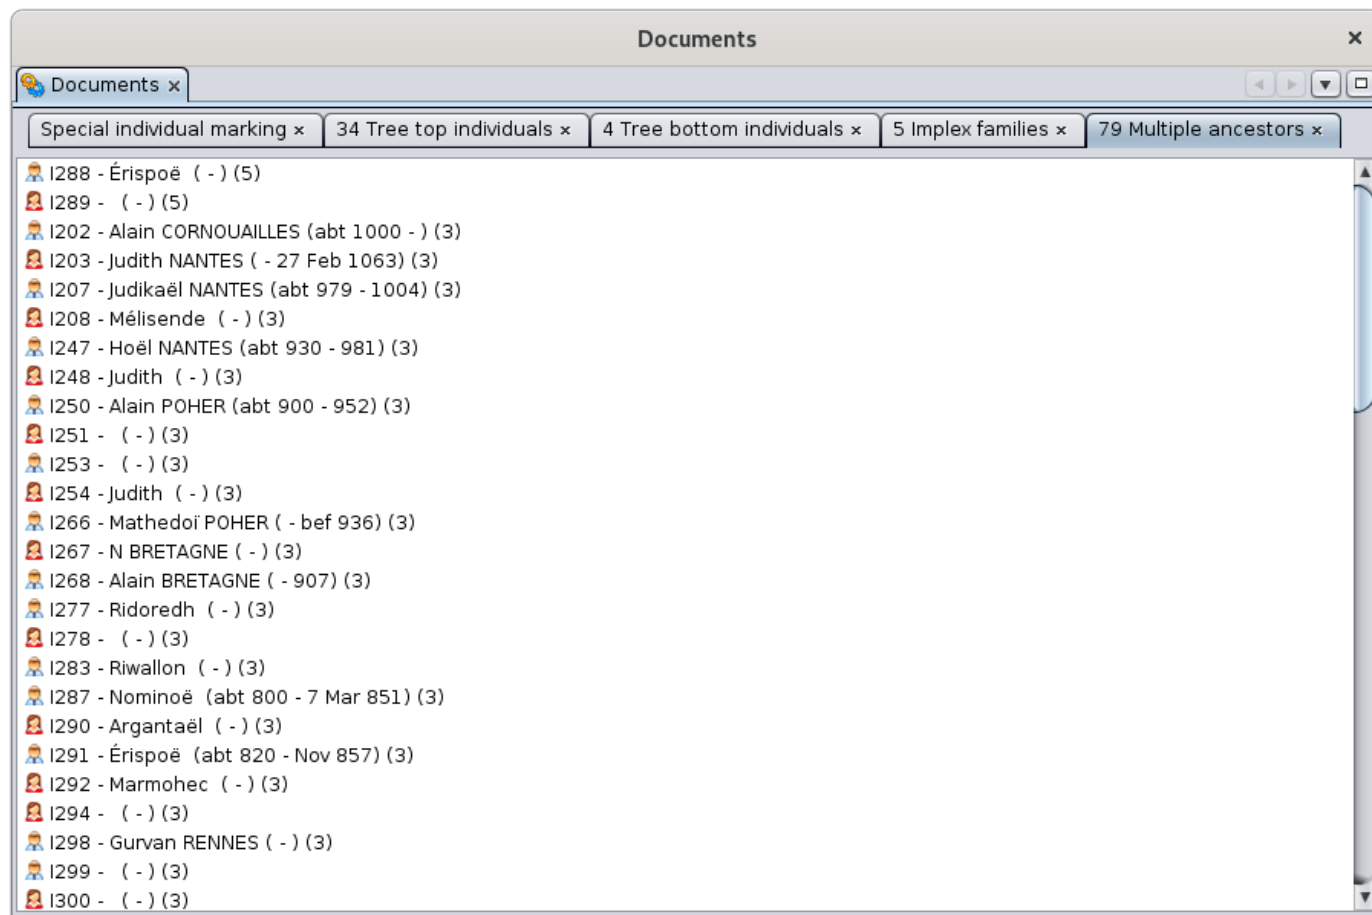 Documents
Documents
Special individual marking 34 Tree top individuals 4 Tree bottom individuals 5 Implex families 79 Multiple ancestors
I288 - Érispoë ( - ) (5)
I289 - ( - ) (5)
I202 - Alain CORNOUAILLES (abt 1000 - ) (3)
I203 - Judith NANTES ( - 27 Feb 1063) (3)
I207 - Judikaël NANTES (abt 979 - 1004) (3)
I208 - Mélisende ( - ) (3)
I247 - Hoël NANTES (abt 930 - 981) (3)
I248 - Judith ( - ) (3)
I250 - Alain POHER (abt 900 - 952) (3)
I251 - ( - ) (3)
I253 - ( - ) (3)
I254 - Judith ( - ) (3)
I266 - Mathedoï POHER ( - bef 936) (3)
I267 - N BRETAGNE ( - ) (3)
I268 - Alain BRETAGNE ( - 907) (3)
I277 - Ridoredh ( - ) (3)
I278 - ( - ) (3)
I283 - Riwallon ( - ) (3)
I287 - Nominoë (abt 800 - 7 Mar 851) (3)
I290 - Argantaël ( - ) (3)
I291 - Érispoë (abt 820 - Nov 857) (3)
I292 - Marmohec ( - ) (3)
I294 - ( - ) (3)
I298 - Gurvan RENNES ( - ) (3)
I299 - ( - ) (3)
I300 - ( - ) (3)